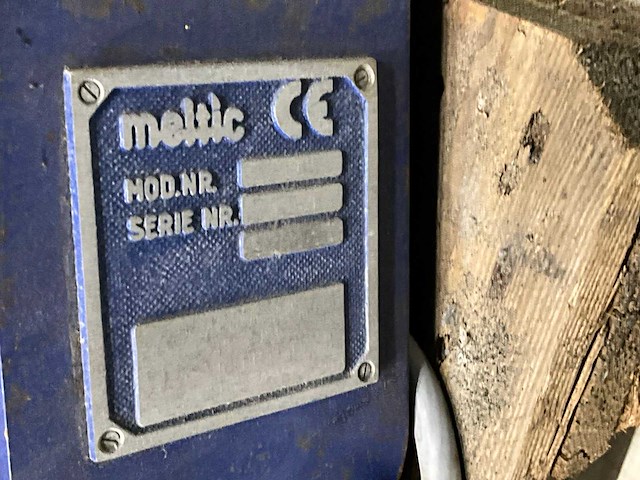 meltic CE
MOD.NR.
SERIE NR.